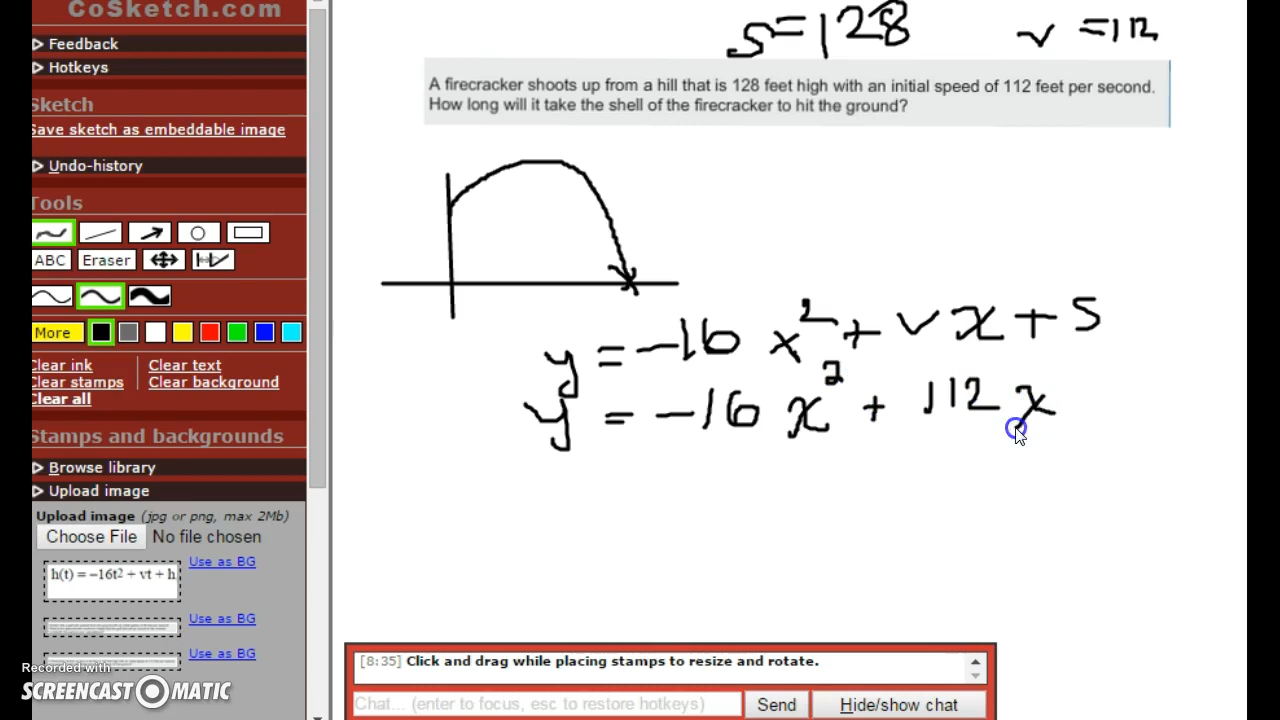 CoSketch.com
Feedback
Hotkeys
Sketch
Save sketch as embeddable image
Undo-history
Tools
ABC Eraser
More
Clear ink Clear text
Clear stamps Clear background
Clear all
Stamps and backgrounds
Browse library
Upload image
Upload image (jpg or png, max 2Mb)
Choose File No file chosen
h(t) = −16t² + vt + h
Use as BG
Use as BG
Use as BG
Recorded with
SCREENCAST MATIC
S=128 v=112
A firecracker shoots up from a hill that is 128 feet high with an initial speed of 112 feet per second.
How long will it take the shell of the firecracker to hit the ground?
y = -16 x² + vx + S
y = -16 x² + 112 x
[8:35] Click and drag while placing stamps to resize and rotate.
Chat... (enter to focus, esc to restore hotkeys) Send Hide/show chat